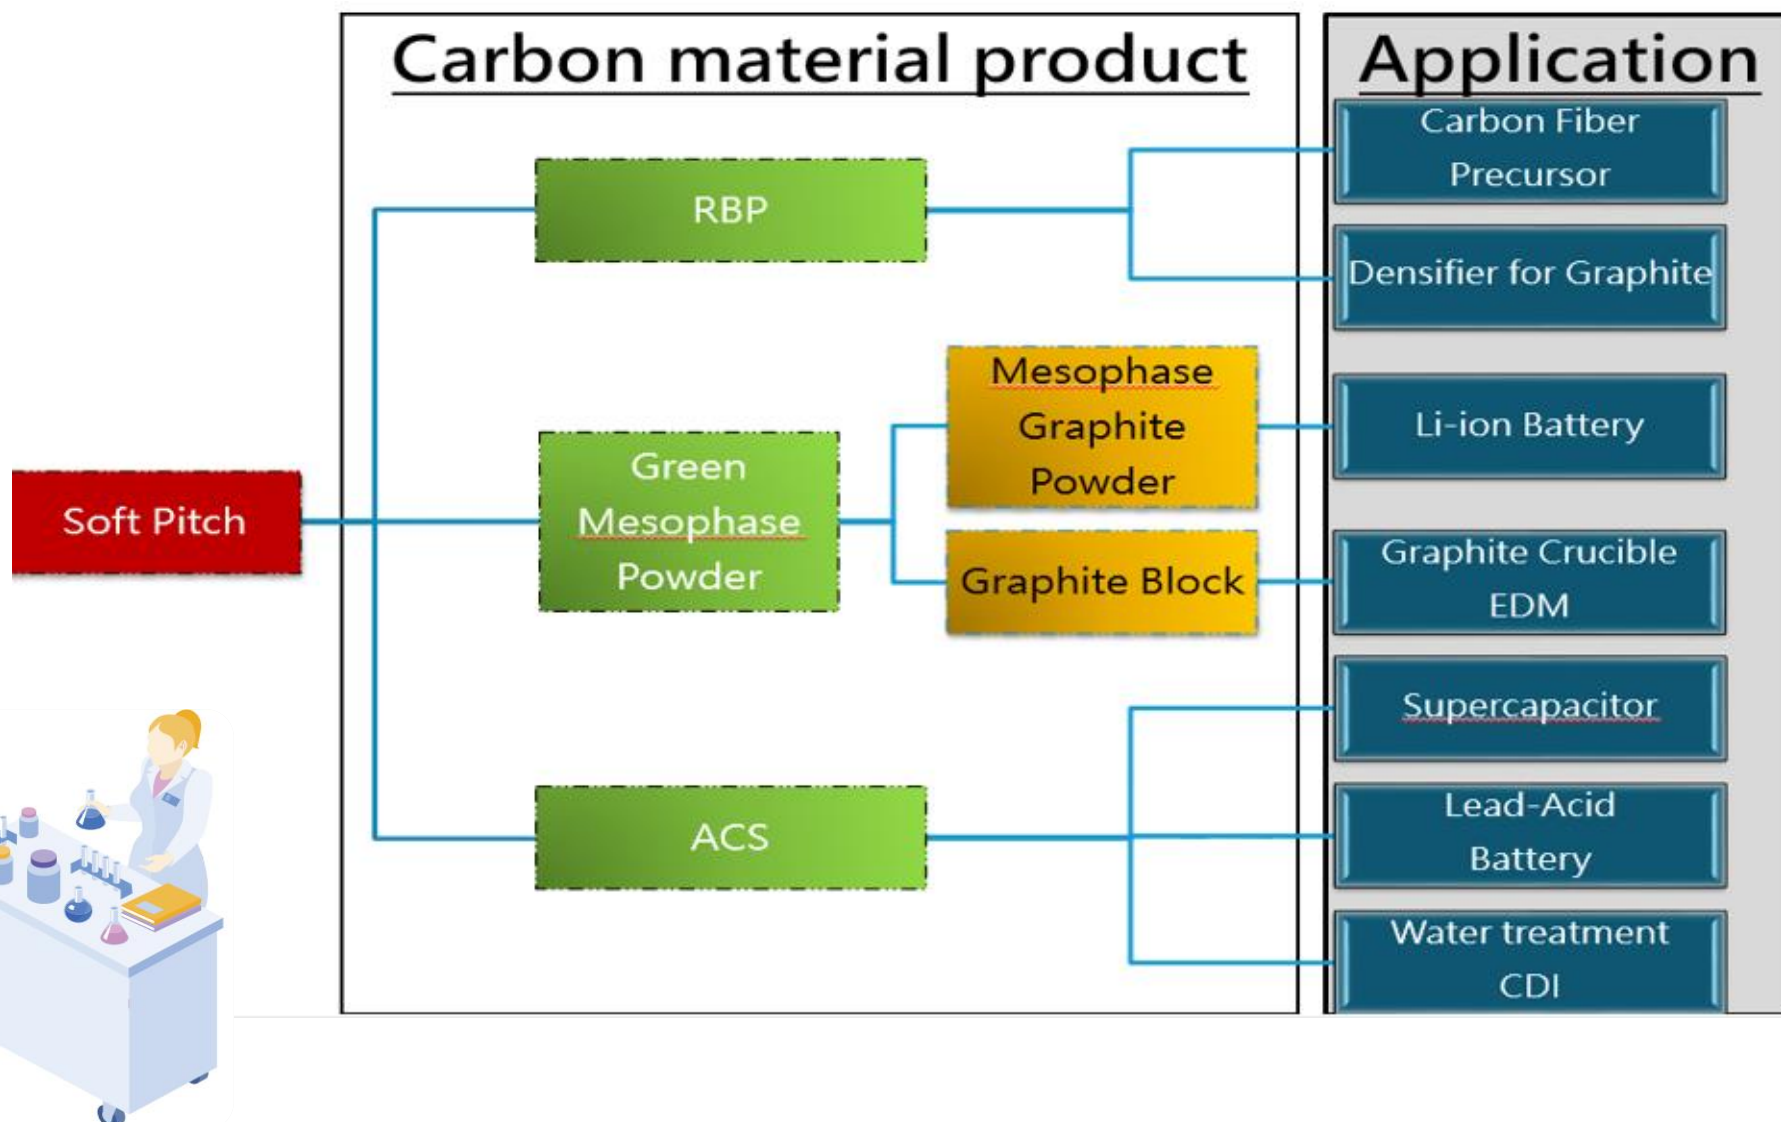 Carbon material product
Application
Soft Pitch
RBP
Green
Mesophase
Powder
ACS
Mesophase
Graphite
Powder
Graphite Block
Carbon Fiber
Precursor
Densifier for Graphite
Li-ion Battery
Graphite Crucible
EDM
Supercapacitor
Lead-Acid
Battery
Water treatment
CDI